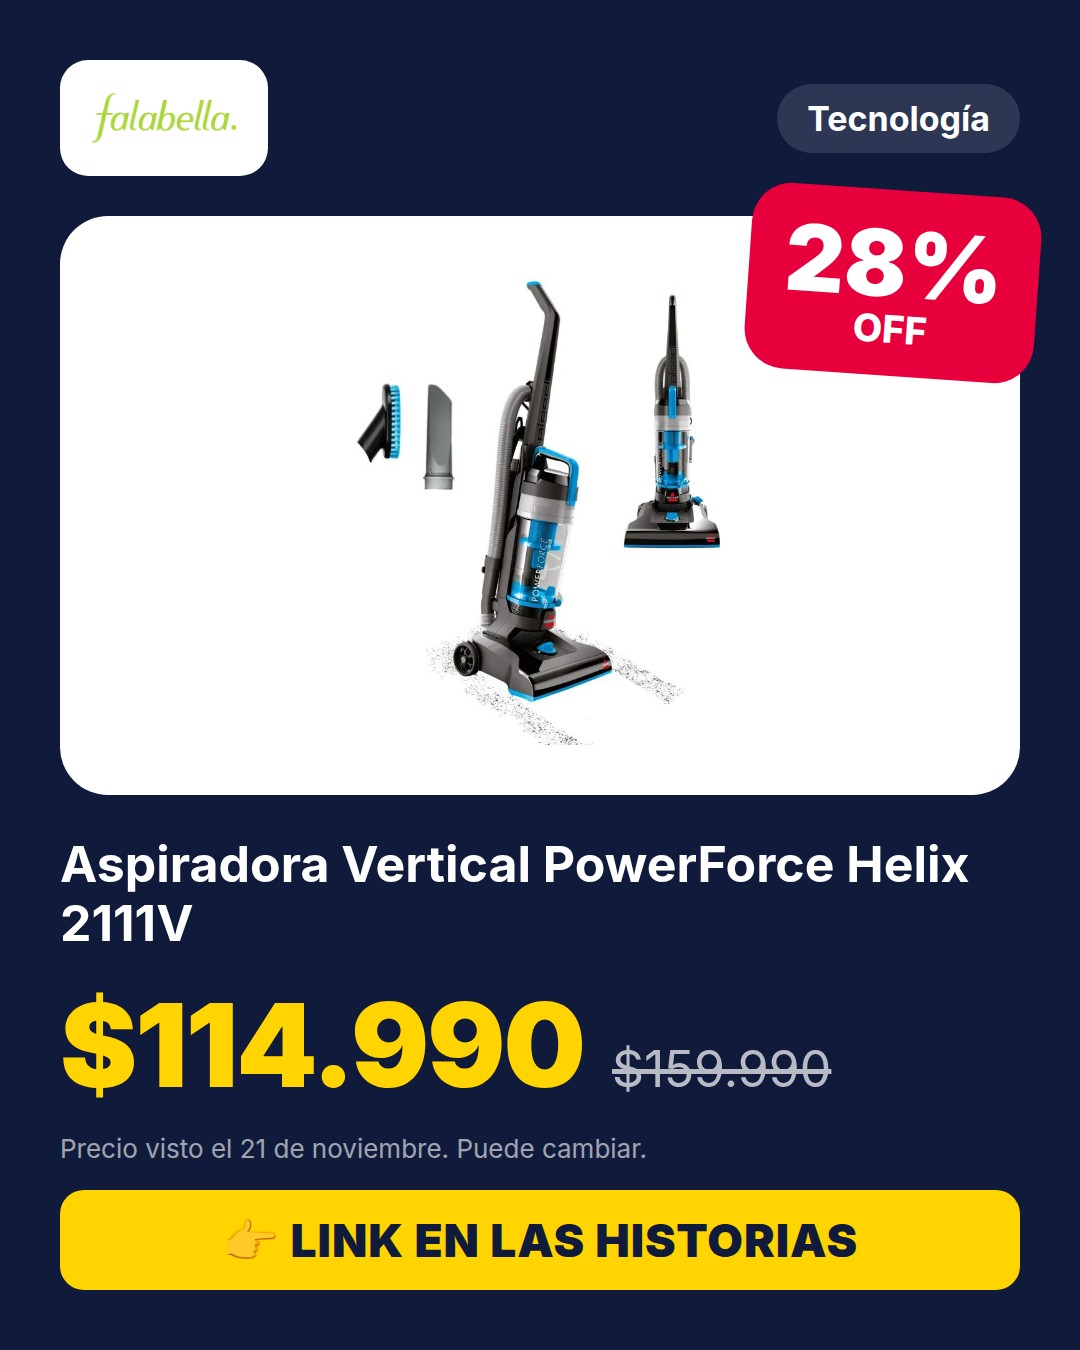 falabella.
Tecnología
28%
OFF
POWERFORCE
Aspiradora Vertical PowerForce Helix
2111V
$114.990 $159.990
Precio visto el 21 de noviembre. Puede cambiar.
👉 LINK EN LAS HISTORIAS